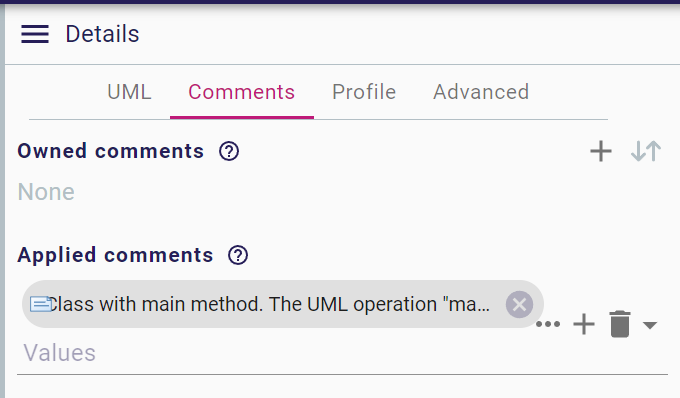 Details
UML Comments Profile Advanced
Owned comments
None
Applied comments
Class with main method. The UML operation "ma...
Values